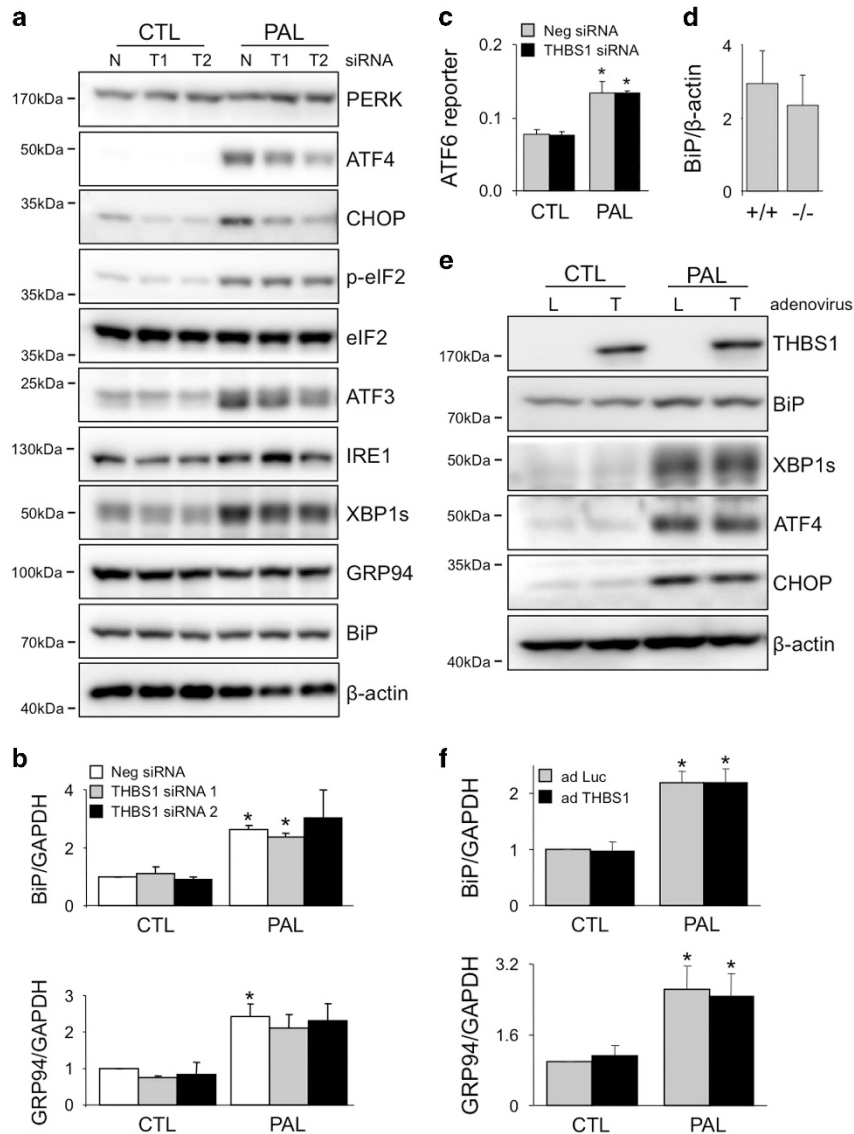 a
CTL PAL
N T1 T2 N T1 T2 siRNA
170kDa PERK
50kDa ATF4
35kDa CHOP
35kDa p-eIF2
35kDa eIF2
25kDa ATF3
130kDa IRE1
50kDa XBP1s
100kDa GRP94
70kDa BiP
40kDa β-actin
b
Neg siRNA
THBS1 siRNA 1
THBS1 siRNA 2
BiP/GAPDH
4
2
0
* *
CTL PAL
GRP94/GAPDH
3
2
1
0
*
CTL PAL
c
Neg siRNA
THBS1 siRNA
ATF6 reporter
0.2
0.1
0.0
* *
CTL PAL
d
BiP/β-actin
4
2
0
+/+ -/-
e
CTL PAL
L T L T adenovirus
170kDa THBS1
70kDa BiP
50kDa XBP1s
50kDa ATF4
35kDa CHOP
40kDa β-actin
f
ad Luc
ad THBS1
BiP/GAPDH
2
1
0
* *
CTL PAL
GRP94/GAPDH
3.2
1.6
0
* *
CTL PAL